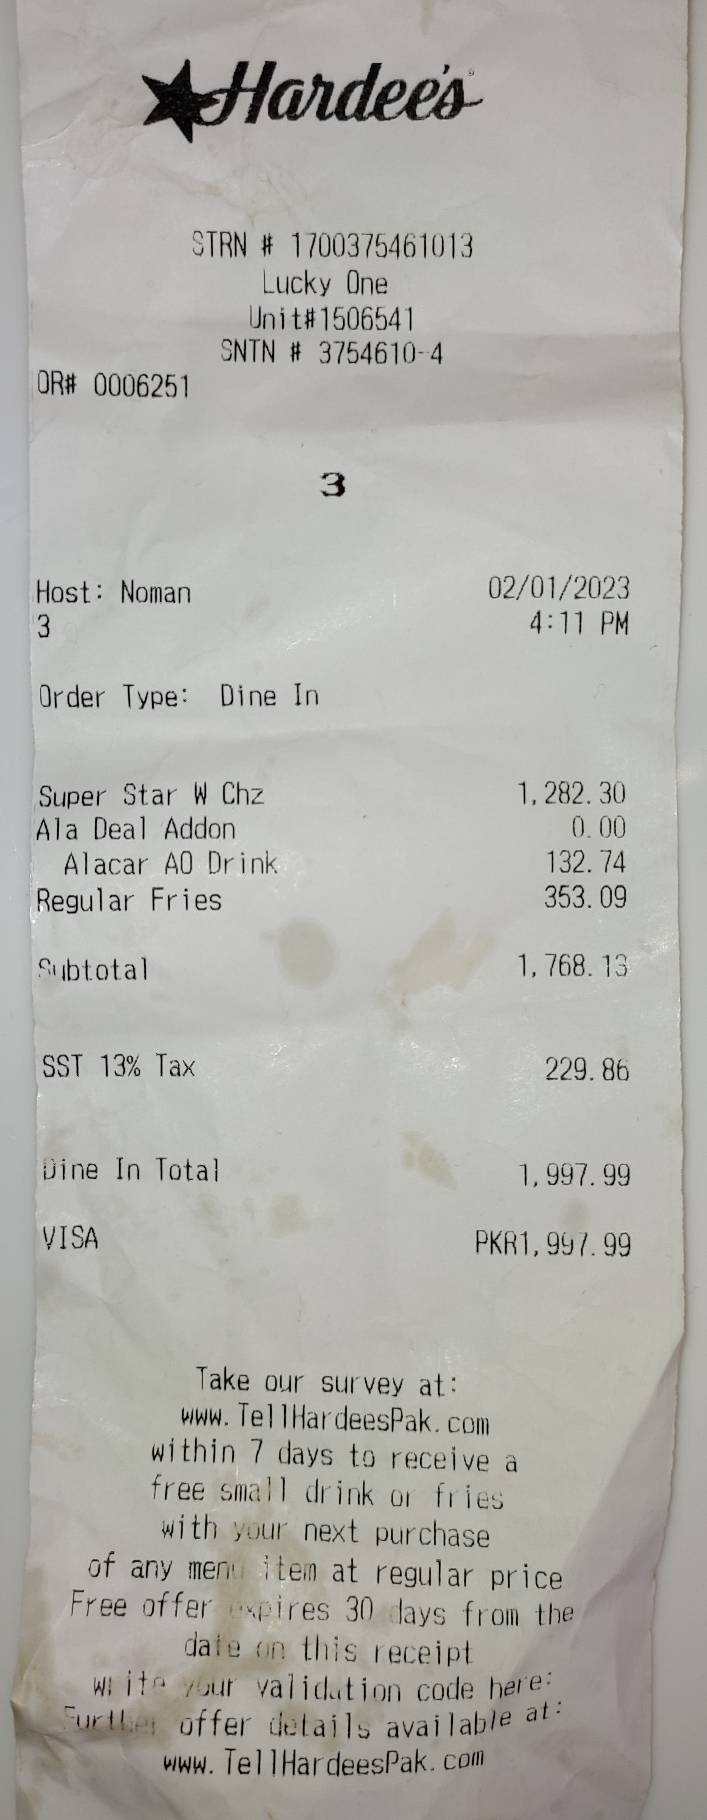 Hardee's
STRN # 1700375461013
Lucky One
Unit#1506541
SNTN # 3754610-4
OR# 0006251
3
Host: Noman 02/01/2023
3 4:11 PM
Order Type: Dine In
Super Star W Chz 1,282.30
Ala Deal Addon 0.00
Alacar AO Drink 132.74
Regular Fries 353.09
Subtotal 1,768.13
SST 13% Tax 229.86
Dine In Total 1,997.99
VISA PKR1,997.99
Take our survey at:
www.TellHardeesPak.com
within 7 days to receive a
free small drink or fries
with your next purchase
of any menu item at regular price
Free offer expires 30 days from the
date on this receipt
write your validation code here:
Further offer details available at:
www.TellHardeesPak.com